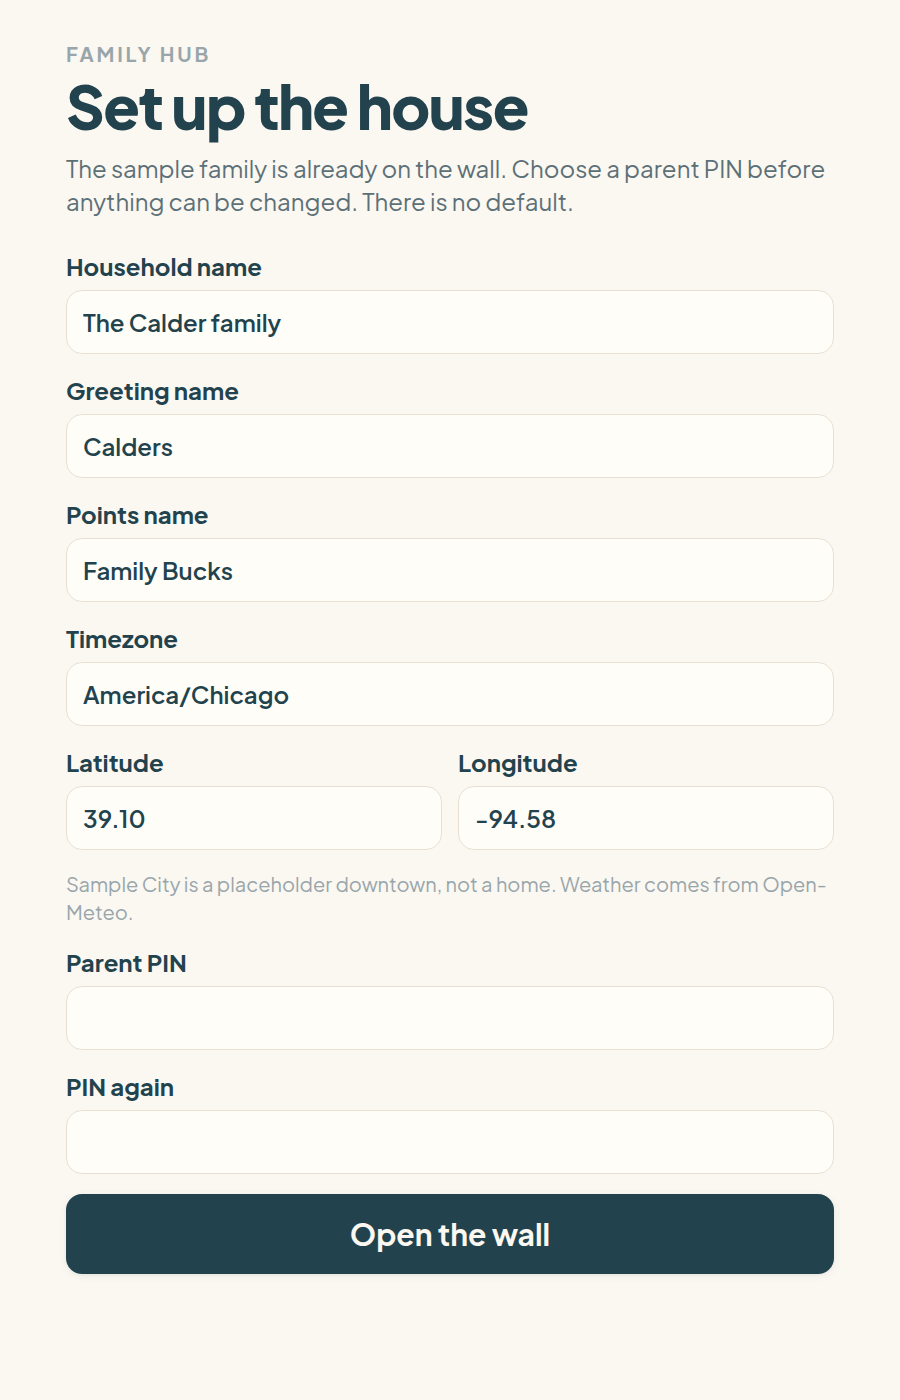 FAMILY HUB
Set up the house
The sample family is already on the wall. Choose a parent PIN before
anything can be changed. There is no default.
Household name
The Calder family
Greeting name
Calders
Points name
Family Bucks
Timezone
America/Chicago
Latitude
Longitude
39.10
-94.58
Sample City is a placeholder downtown, not a home. Weather comes from Open-
Meteo.
Parent PIN
PIN again
Open the wall